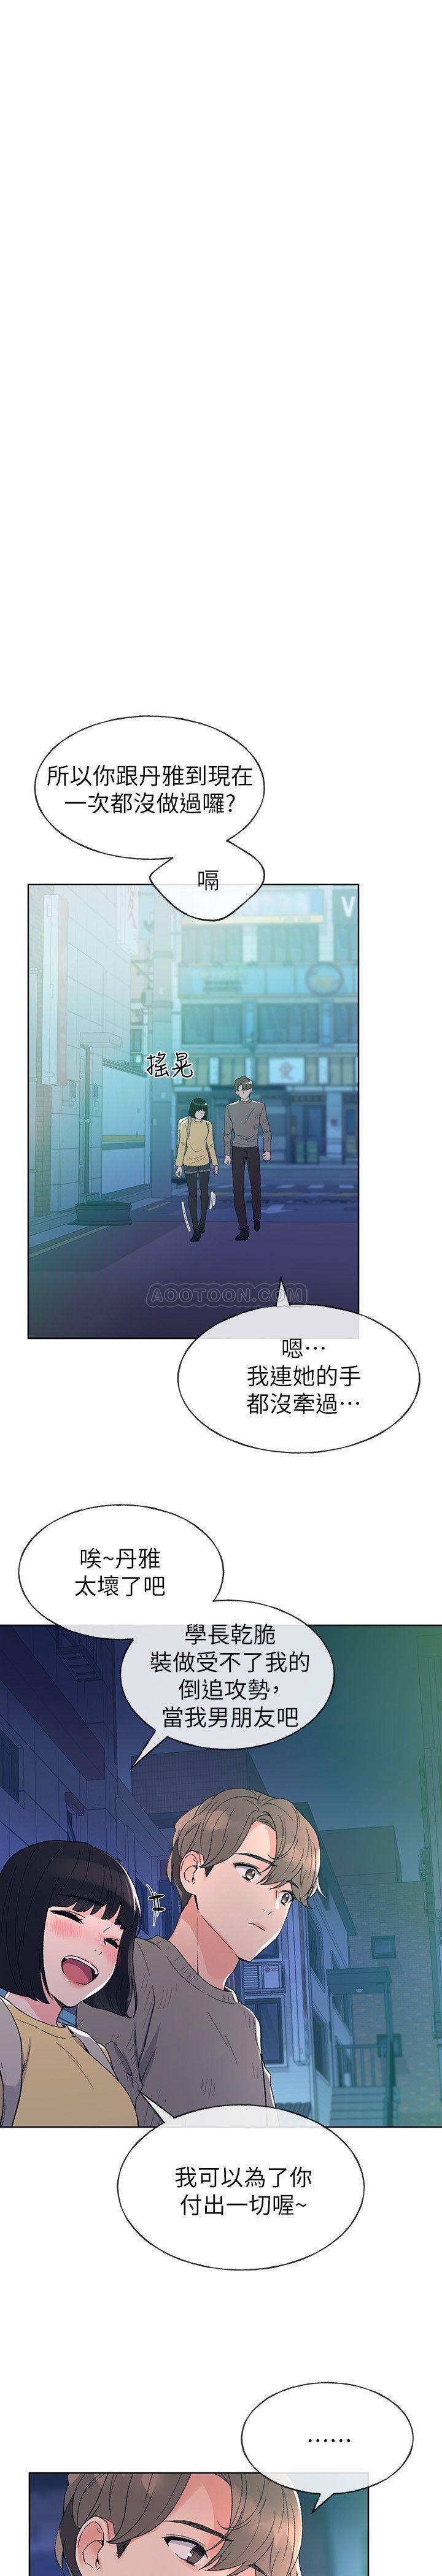 所以你跟丹雅到現在
一次都沒做過囉?
嗝
V
搖晃
AOOTOON.COM
嗯…
我連她的手
都沒牽過…
唉~丹雅
太壞了吧
學長乾脆
裝做受不了我的
倒追攻勢，
當我男朋友吧
我可以為了你
付出一切喔~
……